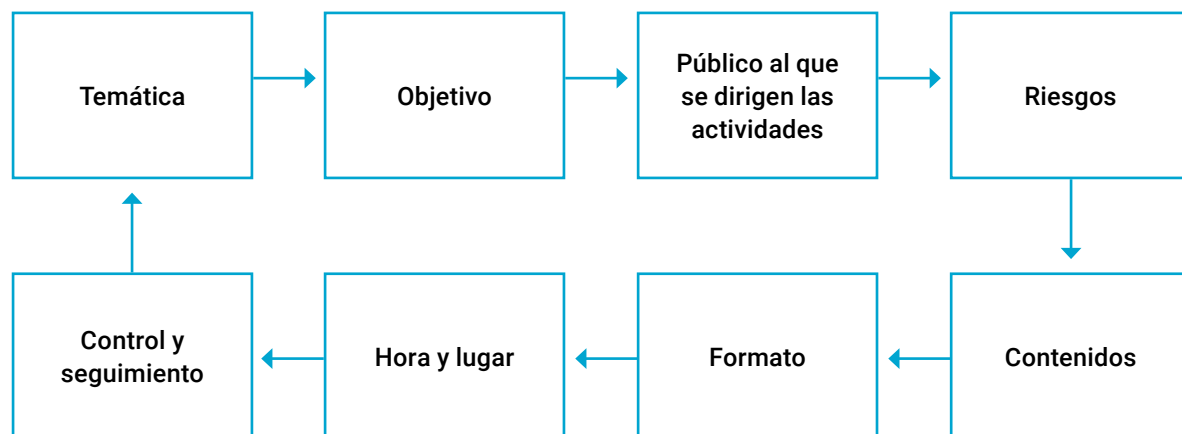 Temática
Objetivo
Público al que
se dirigen las
actividades
Riesgos
Contenidos
Formato
Hora y lugar
Control y
seguimiento